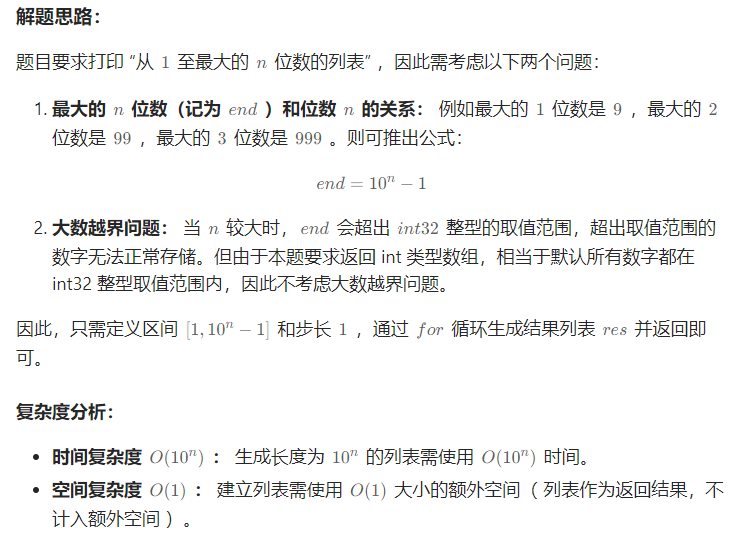 解题思路：
题目要求打印 “从 1 至最大的 n 位数的列表” ，因此需考虑以下两个问题：
1. 最大的 n 位数（记为 end ）和位数 n 的关系： 例如最大的 1 位数是 9 ，最大的 2
位数是 99 ，最大的 3 位数是 999 。则可推出公式：
end = 10ⁿ − 1
2. 大数越界问题： 当 n 较大时，end 会超出 int32 整型的取值范围，超出取值范围的
数字无法正常存储。但由于本题要求返回 int 类型数组，相当于默认所有数字都在
int32 整型取值范围内，因此不考虑大数越界问题。
因此，只需定义区间 [1, 10ⁿ − 1] 和步长 1 ，通过 for 循环生成结果列表 res 并返回即
可。
复杂度分析：
• 时间复杂度 O(10ⁿ) ： 生成长度为 10ⁿ 的列表需使用 O(10ⁿ) 时间。
• 空间复杂度 O(1) ： 建立列表需使用 O(1) 大小的额外空间（ 列表作为返回结果，不
计入额外空间 ）。